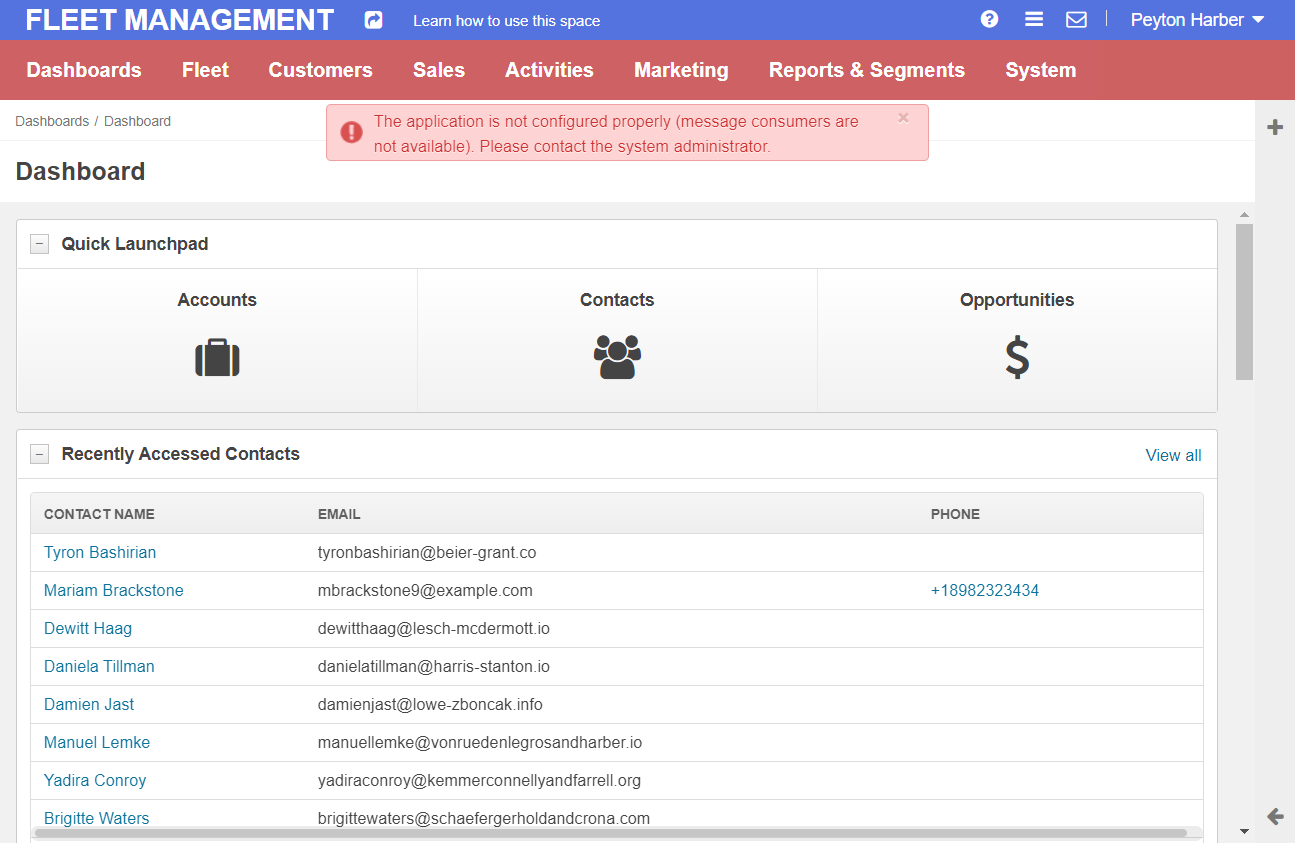 FLEET MANAGEMENT Learn how to use this space Peyton Harber
Dashboards Fleet Customers Sales Activities Marketing Reports & Segments System
Dashboards / Dashboard
The application is not configured properly (message consumers are
not available). Please contact the system administrator.
Dashboard
Quick Launchpad
Accounts Contacts Opportunities
Recently Accessed Contacts View all
CONTACT NAME EMAIL PHONE
Tyron Bashirian tyronbashirian@beier-grant.co
Mariam Brackstone mbrackstone9@example.com +18982323434
Dewitt Haag dewitthaag@lesch-mcdermott.io
Daniela Tillman danielatillman@harris-stanton.io
Damien Jast damienjast@lowe-zboncak.info
Manuel Lemke manuellemke@vonruedenlegrosandharber.io
Yadira Conroy yadiraconroy@kemmerconnellyandfarrell.org
Brigitte Waters brigittewaters@schaefergerholdandcrona.com